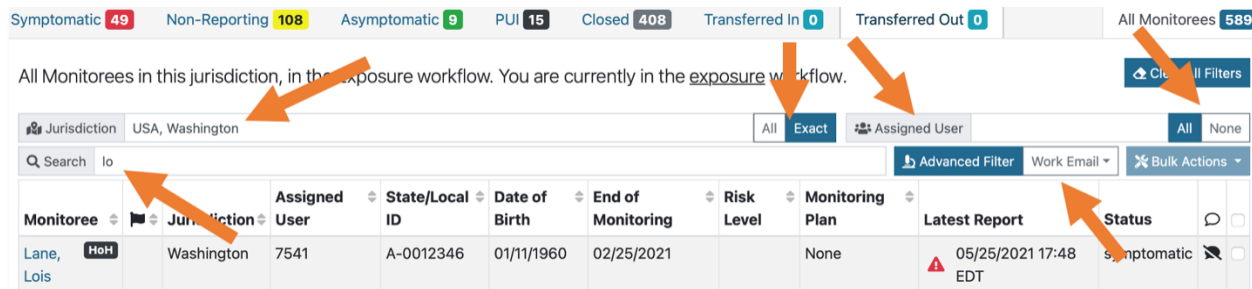 Symptomatic 49 Non-Reporting 108 Asymptomatic 9 PUI 15 Closed 408 Transferred In 0 Transferred Out 0 All Monitorees 589
All Monitorees in this jurisdiction, in the exposure workflow. You are currently in the exposure workflow. Clear All Filters
Jurisdiction USA, Washington All Exact Assigned User All None
Search lo Advanced Filter Work Email Bulk Actions
Monitoree Jurisdiction Assigned User State/Local ID Date of Birth End of Monitoring Risk Level Monitoring Plan Latest Report Status
Lane, Lois HoH Washington 7541 A-0012346 01/11/1960 02/25/2021 None 05/25/2021 17:48 EDT symptomatic